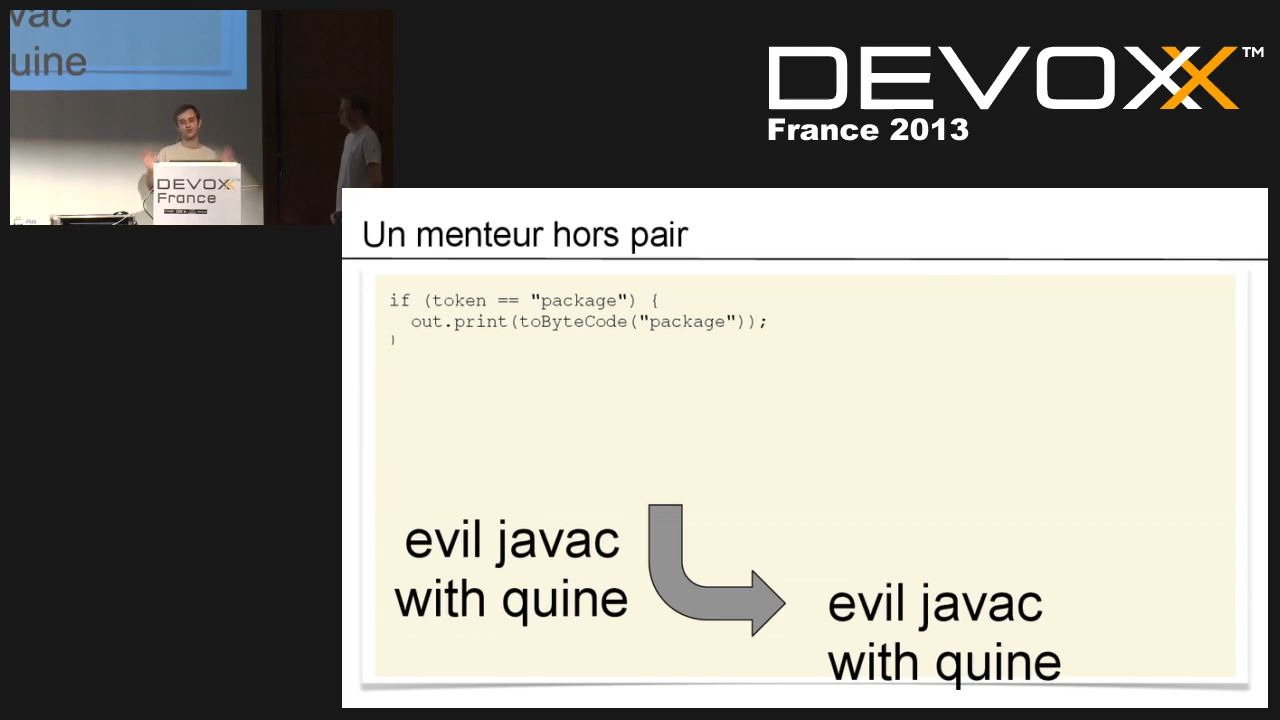 vac
uine
DEVOXX
France
DEVOXX™
France 2013
Un menteur hors pair
if (token == "package") {
out.print(toByteCode("package"));
}
evil javac
with quine
evil javac
with quine